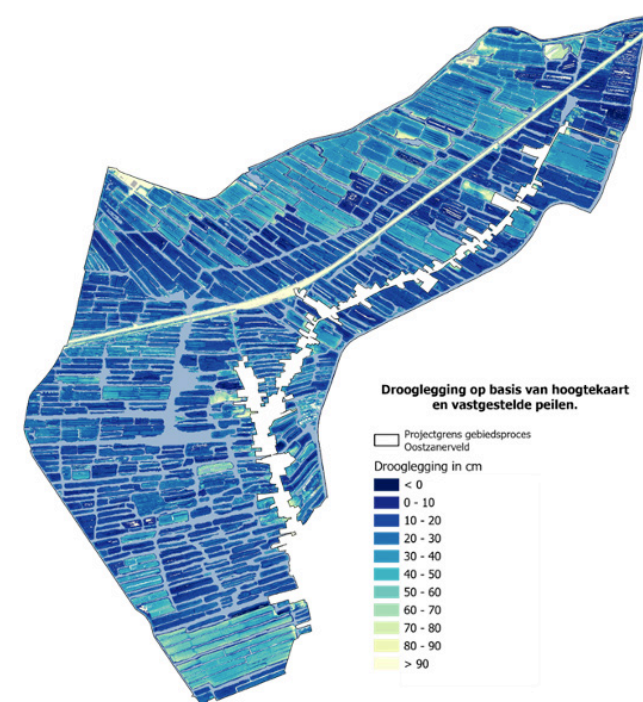 Drooglegging op basis van hoogtekaart
en vastgestelde peilen.
Projectgrens gebiedsproces
Oostzanerveld
Drooglegging in cm
< 0
0 - 10
10 - 20
20 - 30
30 - 40
40 - 50
50 - 60
60 - 70
70 - 80
80 - 90
> 90